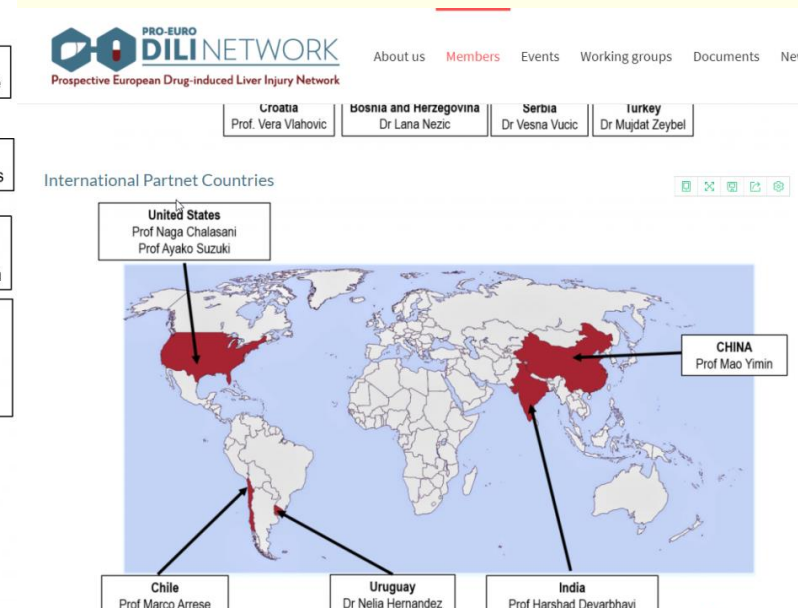 PRO-EURO
DILI NETWORK
Prospective European Drug-induced Liver Injury Network
About us Members Events Working groups Documents
Croatia
Prof. Vera Vlahovic
Bosnia and Herzegovina
Dr Lana Nezic
Serbia
Dr Vesna Vucic
Turkey
Dr Mujdat Zeybel
International Partnet Countries
United States
Prof Naga Chalasani
Prof Ayako Suzuki
CHINA
Prof Mao Yimin
Chile
Prof Marco Arrese
Uruguay
Dr Nelia Hernandez
India
Prof Harshad Devarbhavi